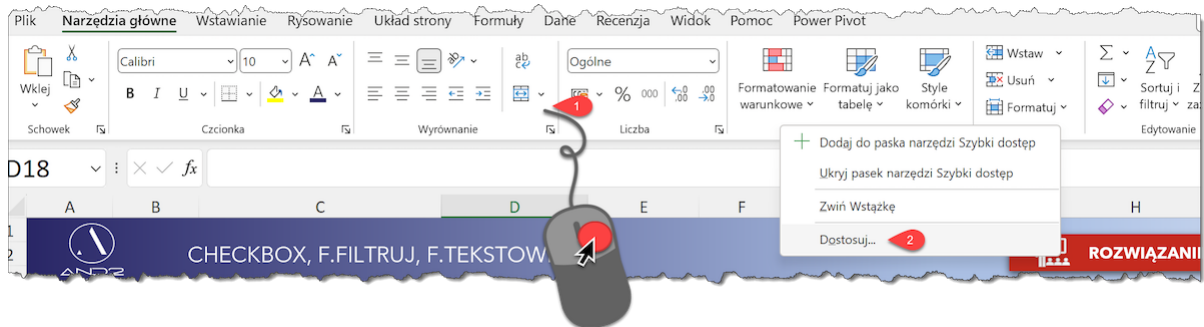 Plik Narzędzia główne Wstawianie Rysowanie Układ strony Formuły Dane Recenzja Widok Pomoc Power Pivot
Wklej
Schowek
Calibri 10 A^ A˅
B I U A
Czcionka
ab
Wyrównanie
Ogólne
% 000 ,00 ,0
Liczba
Formatowanie warunkowe
Formatuj jako tabelę
Style komórki
Wstaw
Usuń
Formatuj
Σ
A Z
Sortuj i
filtruj
Edytowanie
1
Dodaj do paska narzędzi Szybki dostęp
Ukryj pasek narzędzi Szybki dostęp
Zwiń Wstążkę
Dostosuj... 2
D18 fx
A B C D E F H
1
2
CHECKBOX, F.FILTRUJ, F.TEKSTOW.
ROZWIĄZANI